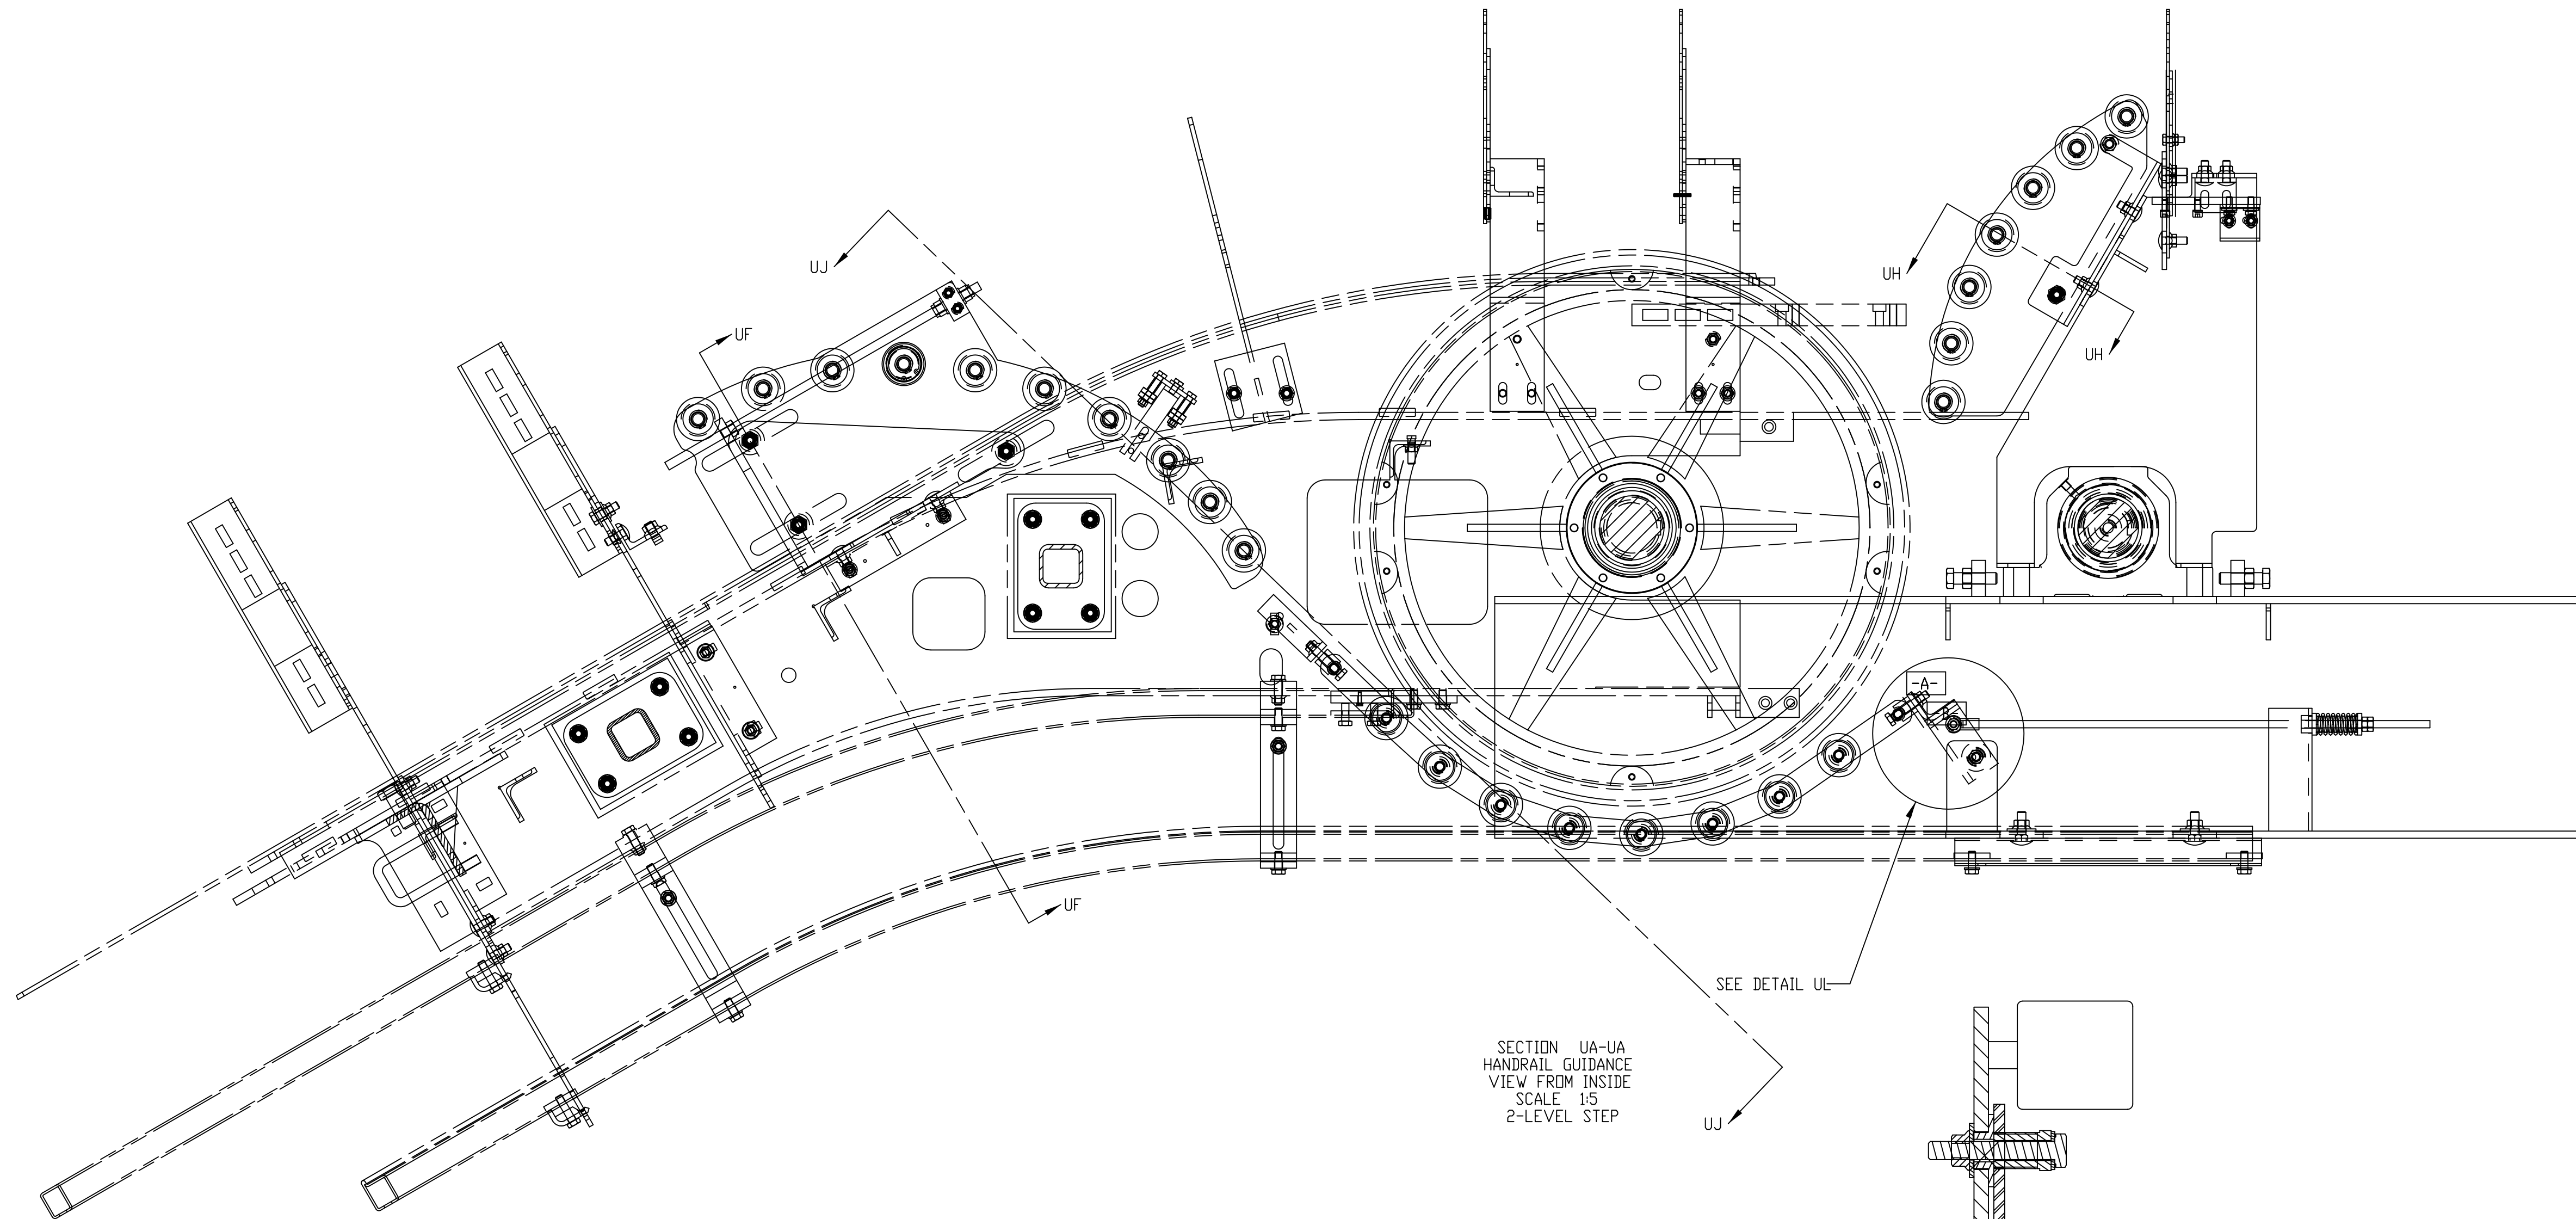 UJ
UH
UF
UH
-A-
UF
SEE DETAIL UL
SECTION UA-UA
HANDRAIL GUIDANCE
VIEW FROM INSIDE
SCALE 1:5
2-LEVEL STEP
UJ